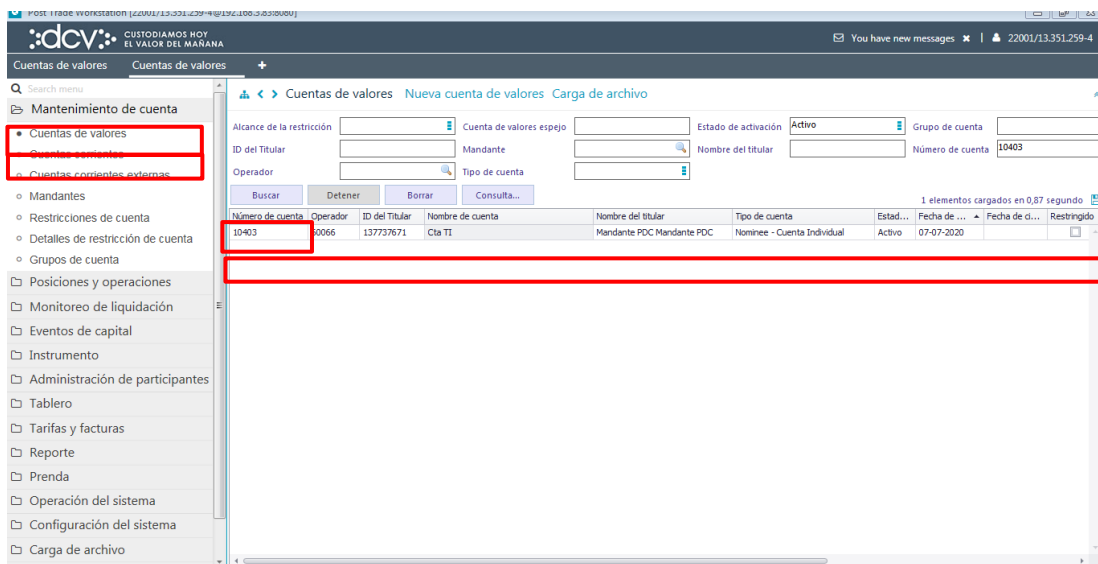 Post Trade Workstation [22001/13.351.259-4@192.168.3.83:8080]
:dcv: CUSTODIAMOS HOY
EL VALOR DEL MAÑANA
You have new messages × | 22001/13.351.259-4
Cuentas de valores Cuentas de valores +
Search menu
Mantenimiento de cuenta
Cuentas de valores
Cuentas corrientes
Cuentas corrientes externas
Mandantes
Restricciones de cuenta
Detalles de restricción de cuenta
Grupos de cuenta
Posiciones y operaciones
Monitoreo de liquidación
Eventos de capital
Instrumento
Administración de participantes
Tablero
Tarifas y facturas
Reporte
Prenda
Operación del sistema
Configuración del sistema
Carga de archivo
Cuentas de valores Nueva cuenta de valores Carga de archivo
Alcance de la restricción Cuenta de valores espejo Estado de activación Activo Grupo de cuenta
ID del Titular Mandante Nombre del titular Número de cuenta 10403
Operador Tipo de cuenta
Buscar Detener Borrar Consulta...
1 elementos cargados en 0,87 segundo
Número de cuenta Operador ID del Titular Nombre de cuenta Nombre del titular Tipo de cuenta Estad... Fecha de ... Fecha de ci... Restringido
10403 60066 137737671 Cta TI Mandante PDC Mandante PDC Nominee - Cuenta Individual Activo 07-07-2020